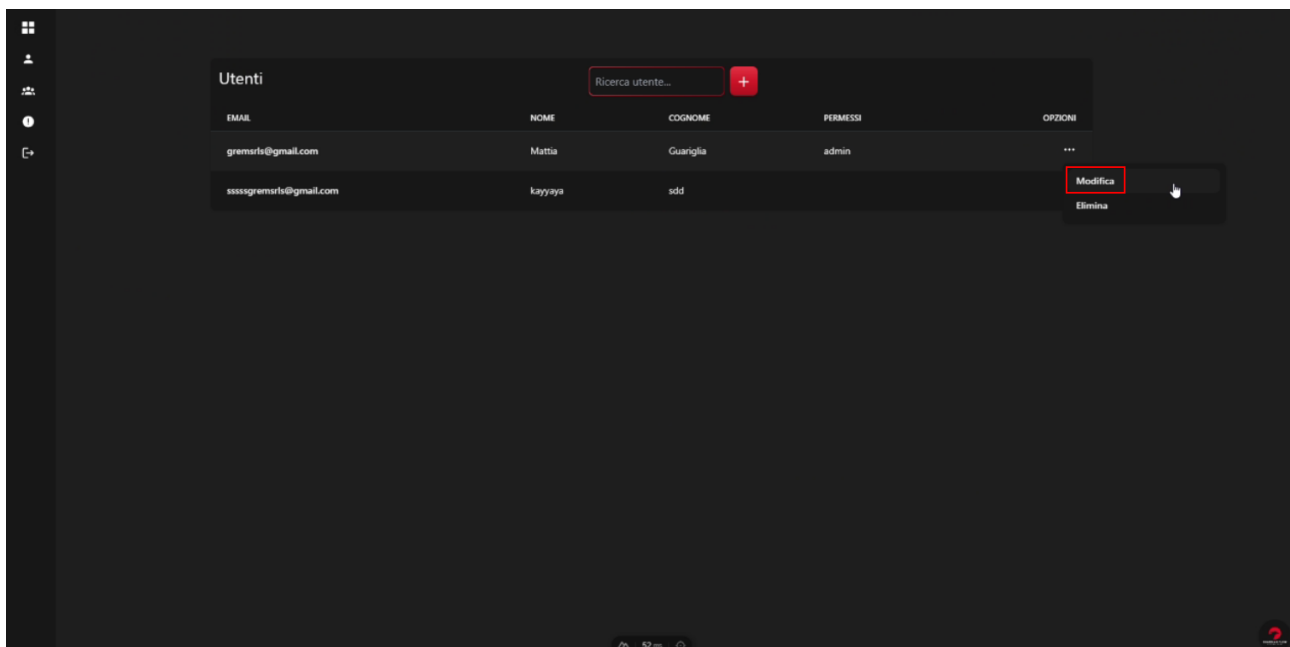 Utenti
Ricerca utente...
+
EMAIL NOME COGNOME PERMESSI OPZIONI
gremsrls@gmail.com Mattia Guariglia admin ...
Modifica
sssssgremsrls@gmail.com kayyaya sdd
Elimina
52